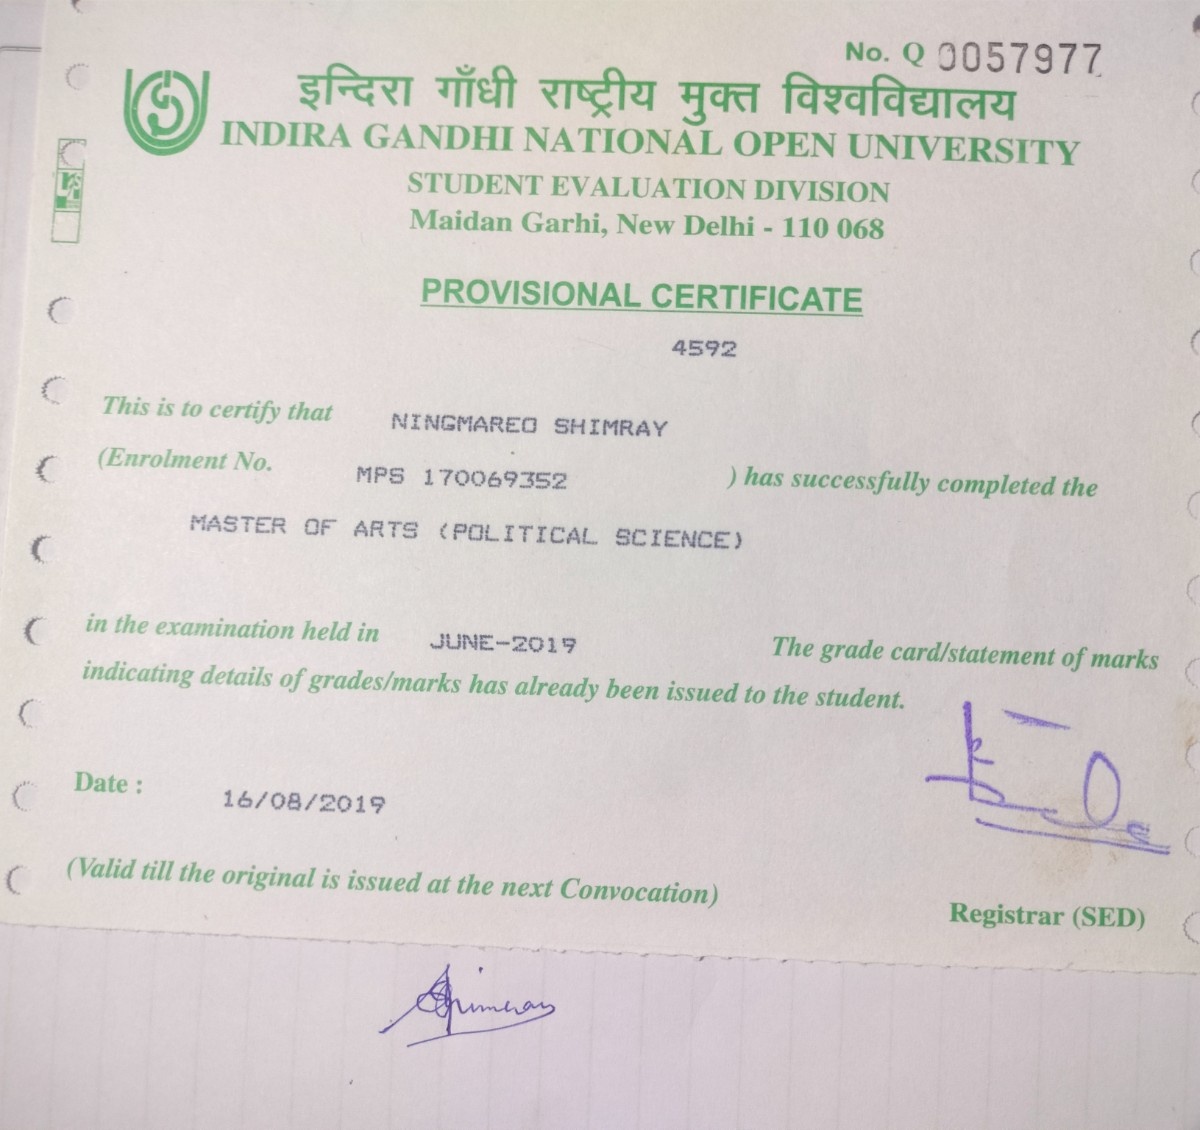 No. Q 0057977
इन्दिरा गाँधी राष्ट्रीय मुक्त विश्वविद्यालय
INDIRA GANDHI NATIONAL OPEN UNIVERSITY
STUDENT EVALUATION DIVISION
Maidan Garhi, New Delhi - 110 068
PROVISIONAL CERTIFICATE
4592
This is to certify that NINGMAREO SHIMRAY
(Enrolment No. MPS 170069352 ) has successfully completed the
MASTER OF ARTS (POLITICAL SCIENCE)
in the examination held in JUNE-2019 The grade card/statement of marks
indicating details of grades/marks has already been issued to the student.
Date : 16/08/2019
(Valid till the original is issued at the next Convocation)
Registrar (SED)